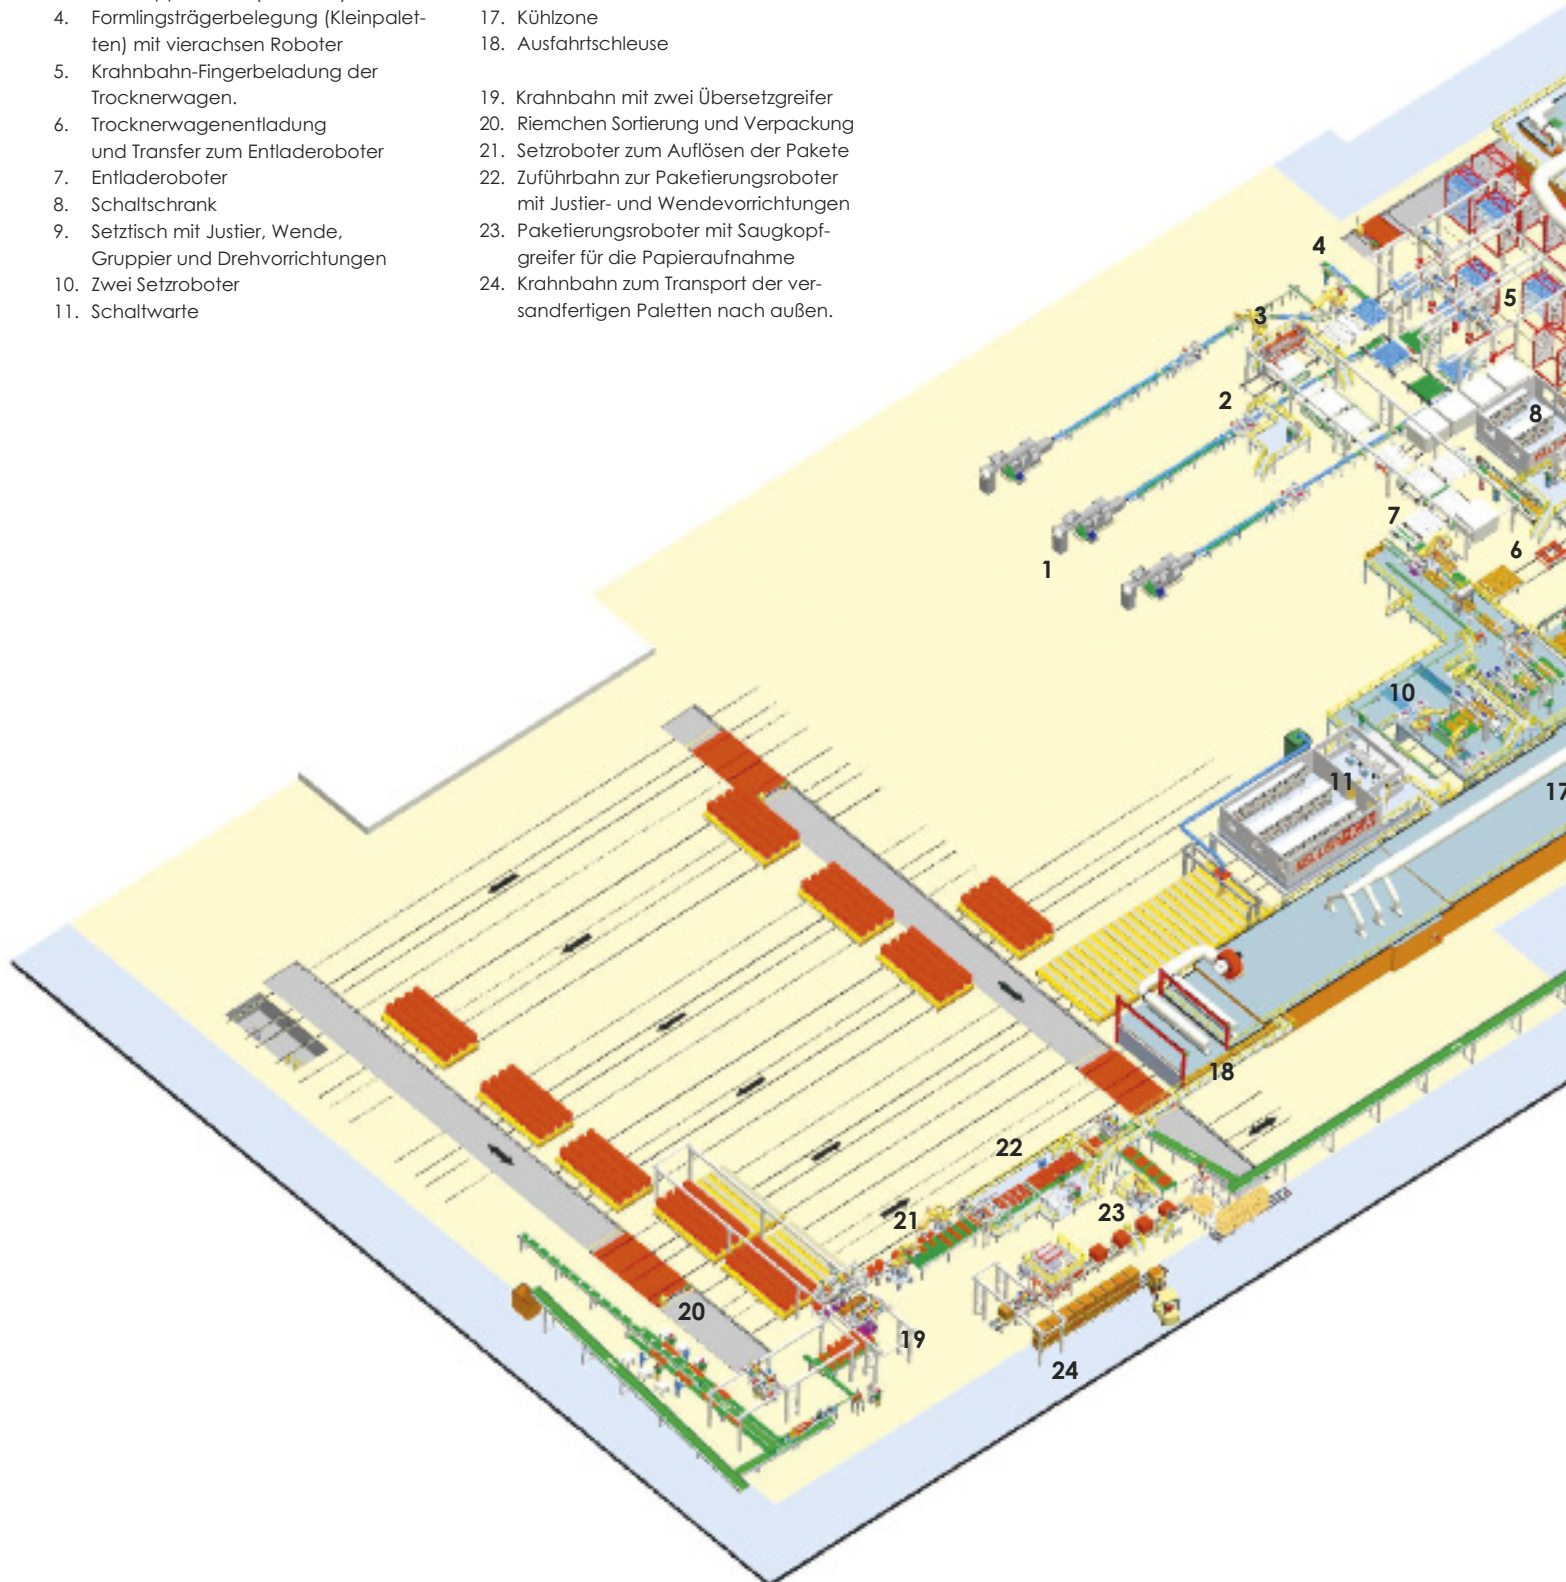 4. Formlingsträgerbelegung (Kleinpalet-
ten) mit vierachsen Roboter
5. Krahnbahn-Fingerbeladung der
Trocknerwagen.
6. Trocknerwagenentladung
und Transfer zum Entladeroboter
7. Entladeroboter
8. Schaltschrank
9. Setztisch mit Justier, Wende,
Gruppier und Drehvorrichtungen
10. Zwei Setzroboter
11. Schaltwarte
17. Kühlzone
18. Ausfahrtschleuse
19. Krahnbahn mit zwei Übersetzgreifer
20. Riemchen Sortierung und Verpackung
21. Setzroboter zum Auflösen der Pakete
22. Zuführbahn zur Paketierungsroboter
mit Justier- und Wendevorrichtungen
23. Paketierungsroboter mit Saugkopf-
greifer für die Papieraufnahme
24. Krahnbahn zum Transport der ver-
sandfertigen Paletten nach außen.
4
5
3
2
8
7
6
1
10
11
17
18
22
21
23
20
19
24